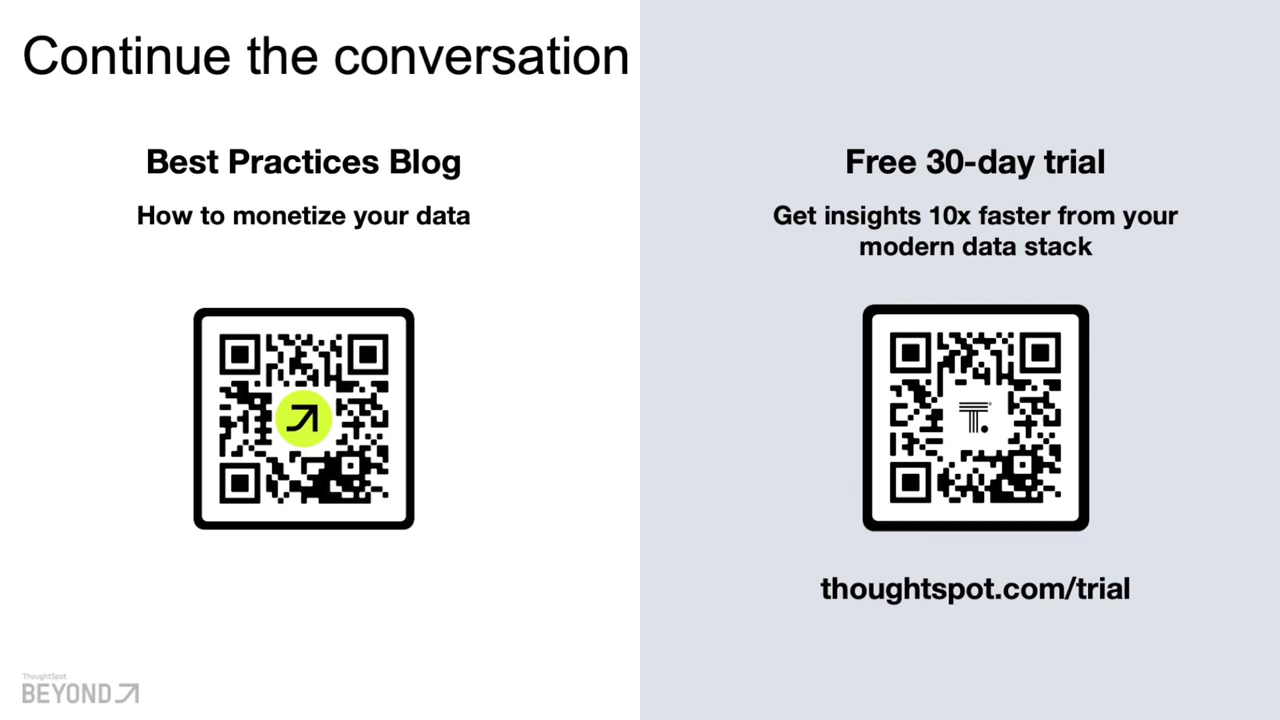 Continue the conversation
Best Practices Blog
How to monetize your data
Free 30-day trial
Get insights 10x faster from your
modern data stack
T.
thoughtspot.com/trial
ThoughtSpot
BEYOND